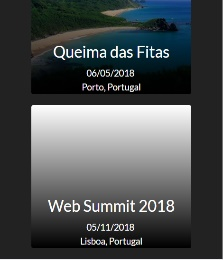 Queima das Fitas
06/05/2018
Porto, Portugal
Web Summit 2018
05/11/2018
Lisboa, Portugal